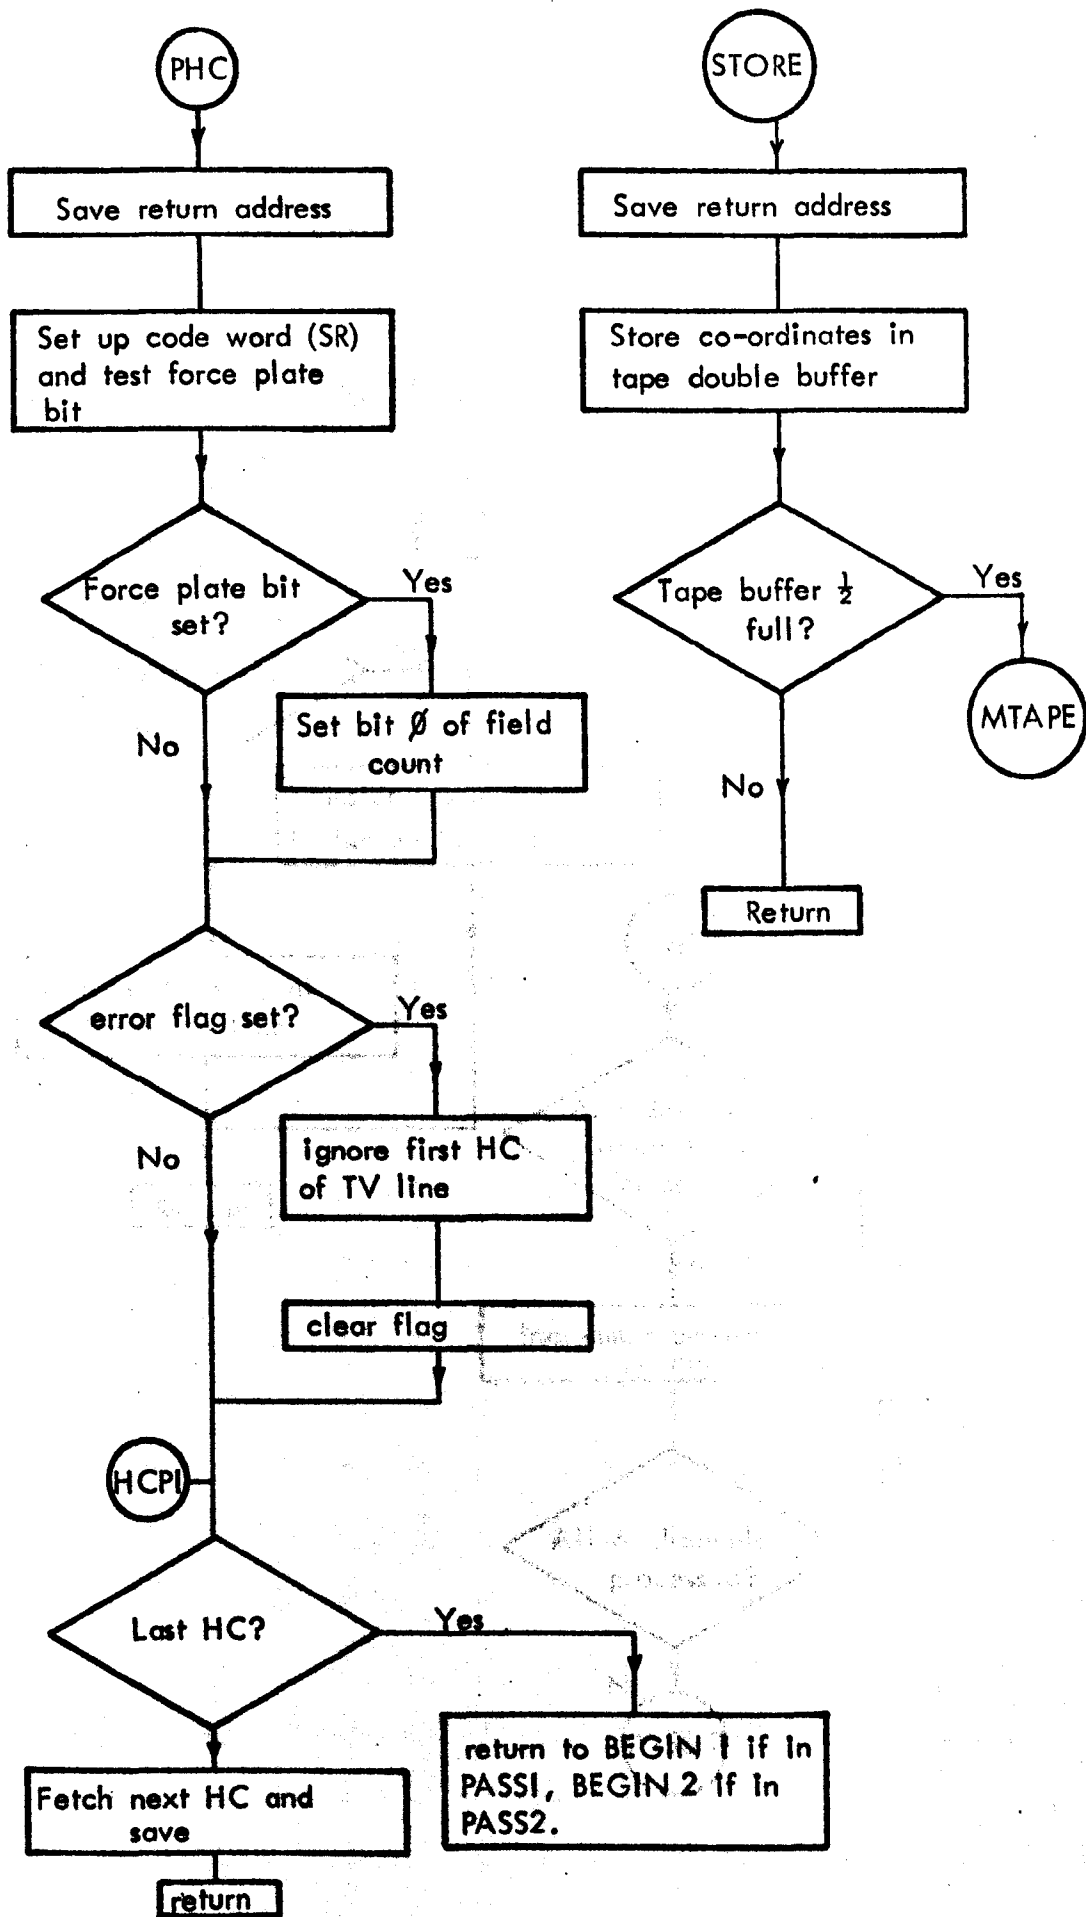 PHC
Save return address
Set up code word (SR)
and test force plate
bit
Force plate bit
set?
Yes
No
Set bit Ø of field
count
error flag set?
Yes
No
ignore first HC
of TV line
clear flag
HCP1
Last HC?
Yes
return to BEGIN 1 if in
PASS1, BEGIN 2 if in
PASS2.
Fetch next HC and
save
return
STORE
Save return address
Store co-ordinates in
tape double buffer
Tape buffer ½
full?
Yes
MTAPE
No
Return